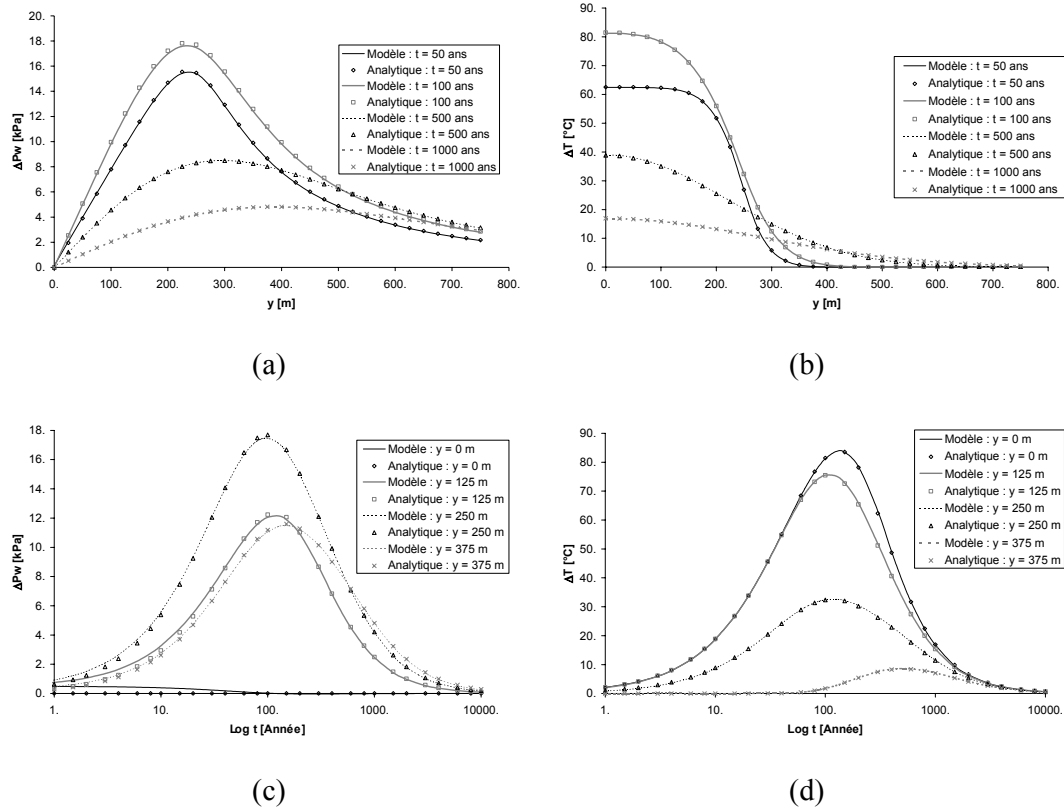 20.
18.
16.
14.
12.
10.
8.
6.
4.
2.
0.
ΔPw [kPa]
0. 100. 200. 300. 400. 500. 600. 700. 800.
y [m]
Modèle : t = 50 ans
Analytique : t = 50 ans
Modèle : t = 100 ans
Analytique : 100 ans
Modèle : t = 500 ans
Analytique : t = 500 ans
Modèle : t = 1000 ans
Analytique : t = 1000 ans
(a)
90.
80.
70.
60.
50.
40.
30.
20.
10.
0.
ΔT [°C]
0. 100. 200. 300. 400. 500. 600. 700. 800.
y [m]
Modèle : t = 50 ans
Analytique : t = 50 ans
Modèle : t = 100 ans
Analytique : t = 100 ans
Modèle : t = 500 ans
Analytique : t = 500 ans
Modèle : t = 1000 ans
Analytique : t = 1000 ans
(b)
18.
16.
14.
12.
10.
8.
6.
4.
2.
0.
ΔPw [kPa]
1. 10. 100. 1000. 10000.
Log t [Année]
Modèle : y = 0 m
Analytique : y = 0 m
Modèle : y = 125 m
Analytique : y = 125 m
Modèle : y = 250 m
Analytique : y = 250 m
Modèle : y = 375 m
Analytique : y = 375 m
(c)
90.
80.
70.
60.
50.
40.
30.
20.
10.
0.
ΔT [°C]
1. 10. 100. 1000. 10000.
Log t [Année]
Modèle : y = 0 m
Analytique : y = 0 m
Modèle : y = 125 m
Analytique : y = 125 m
Modèle : y = 250 m
Analytique : y = 250 m
Modèle : y = 375 m
Analytique : y = 375 m
(d)